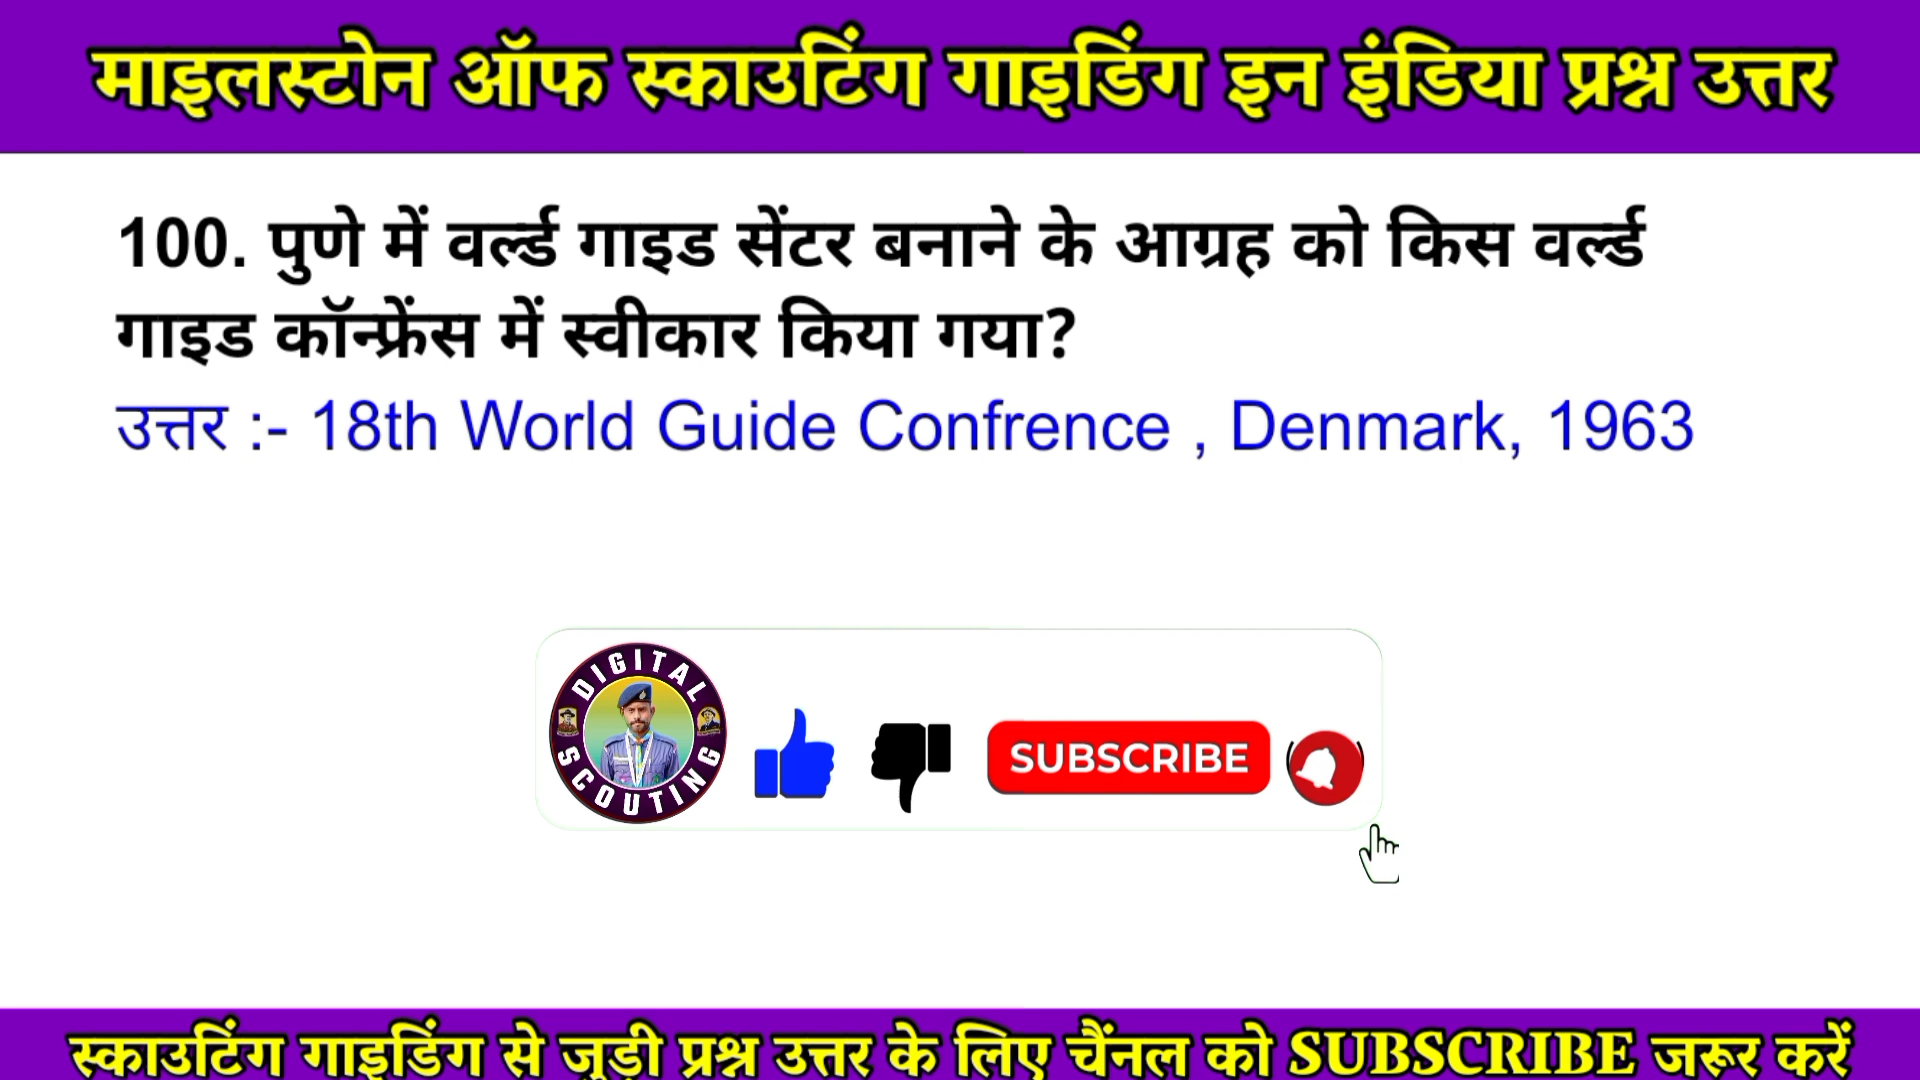 माइलस्टोन ऑफ स्काउटिंग गाइडिंग इन इंडिया प्रश्न उत्तर
100. पुणे में वर्ल्ड गाइड सेंटर बनाने के आग्रह को किस वर्ल्ड
गाइड कॉन्फ्रेंस में स्वीकार किया गया?
उत्तर :- 18th World Guide Confrence , Denmark, 1963
DIGITAL
SCOUTING
SUBSCRIBE
स्काउटिंग गाइडिंग से जुड़ी प्रश्न उत्तर के लिए चैंनल को SUBSCRIBE जरूर करें